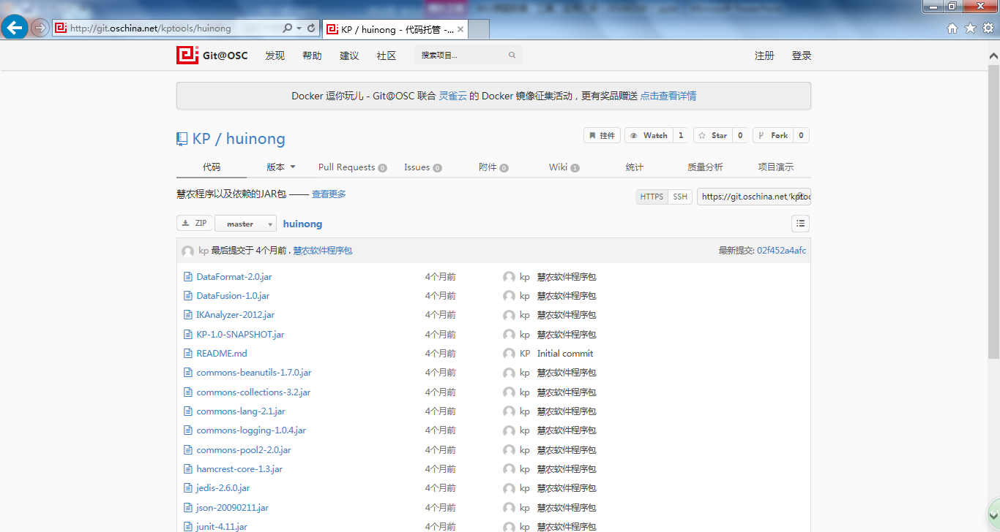 http://git.oschina.net/kptools/huinong
KP / huinong - 代码托管 -...
Git@OSC 发现 帮助 建议 社区 搜索项目... 注册 登录
Docker 逗你玩儿 - Git@OSC 联合 灵雀云 的 Docker 镜像征集活动，更有奖品赠送 点击查看详情
KP / huinong 挂件 Watch 1 Star 0 Fork 0
代码 版本 Pull Requests 0 Issues 0 附件 0 Wiki 1 统计 质量分析 项目演示
慧农程序以及依赖的JAR包 —— 查看更多 HTTPS SSH https://git.oschina.net/kptoo
ZIP master huinong
kp 最后提交于 4个月前 . 慧农软件程序包 最新提交: 02f452a4afc
DataFormat-2.0.jar 4个月前 kp 慧农软件程序包
DataFusion-1.0.jar 4个月前 kp 慧农软件程序包
IKAnalyzer-2012.jar 4个月前 kp 慧农软件程序包
KP-1.0-SNAPSHOT.jar 4个月前 kp 慧农软件程序包
README.md 4个月前 KP Initial commit
commons-beanutils-1.7.0.jar 4个月前 kp 慧农软件程序包
commons-collections-3.2.jar 4个月前 kp 慧农软件程序包
commons-lang-2.1.jar 4个月前 kp 慧农软件程序包
commons-logging-1.0.4.jar 4个月前 kp 慧农软件程序包
commons-pool2-2.0.jar 4个月前 kp 慧农软件程序包
hamcrest-core-1.3.jar 4个月前 kp 慧农软件程序包
jedis-2.6.0.jar 4个月前 kp 慧农软件程序包
json-20090211.jar 4个月前 kp 慧农软件程序包
junit-4.11.jar 4个月前 kp 慧农软件程序包